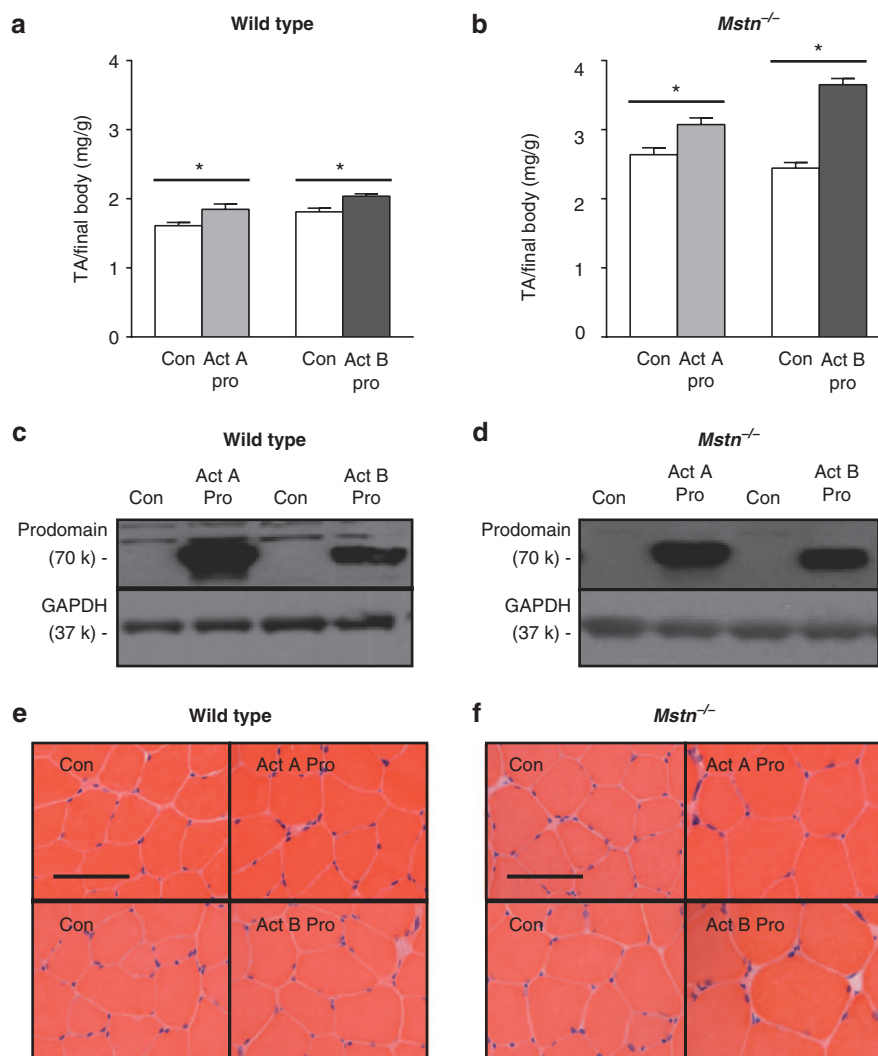 a
Wild type
TA/final body (mg/g)
4
3
2
1
0
*
*
Con Act A pro
Con Act B pro
b
Mstn–/–
TA/final body (mg/g)
4
3
2
1
0
*
*
Con Act A pro
Con Act B pro
c
Wild type
Con Act A Pro Con Act B Pro
Prodomain
(70 k) -
GAPDH
(37 k) -
d
Mstn–/–
Con Act A Pro Con Act B Pro
Prodomain
(70 k) -
GAPDH
(37 k) -
e
Wild type
Con
Act A Pro
Con
Act B Pro
f
Mstn–/–
Con
Act A Pro
Con
Act B Pro